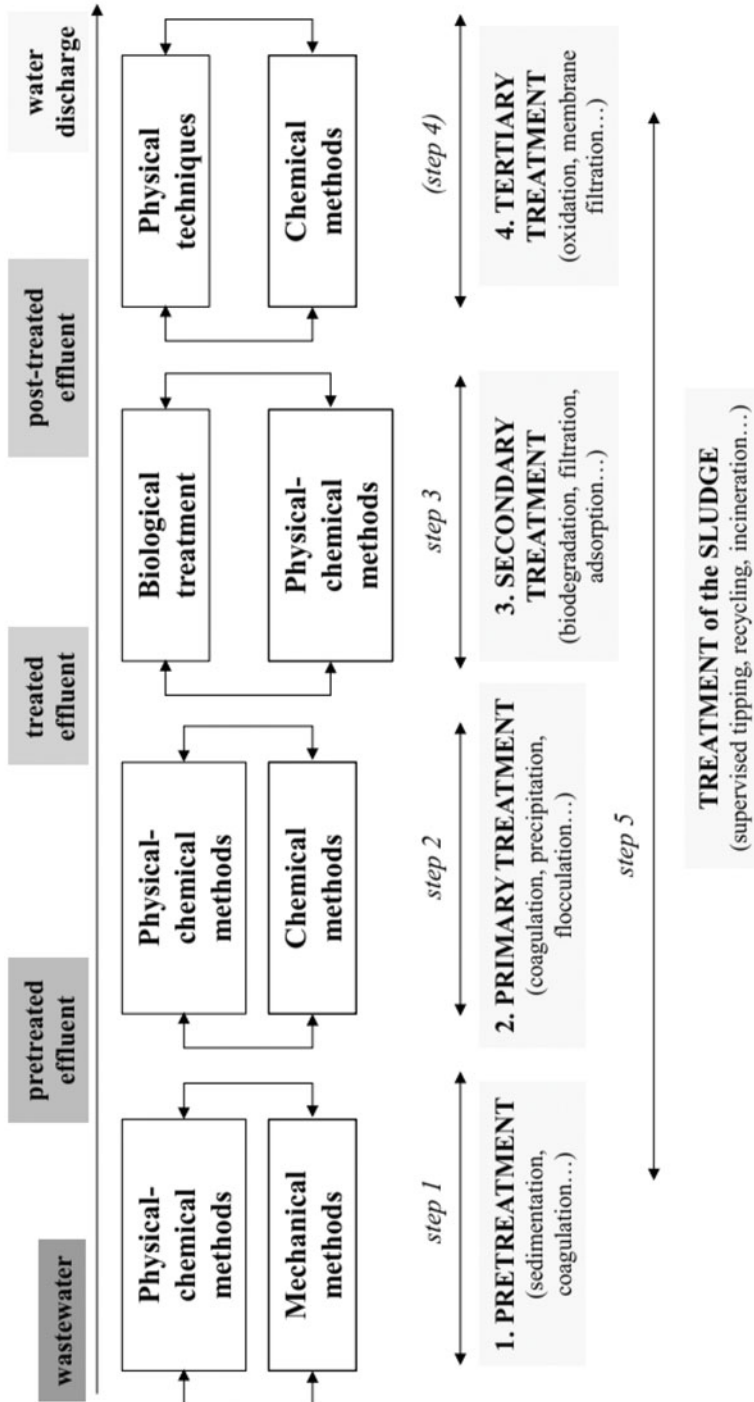 wastewater
pretreated
effluent
treated
effluent
post-treated
effluent
water
discharge
Physical-
chemical
methods
Mechanical
methods
Physical-
chemical
methods
Chemical
methods
Biological
treatment
Physical-
chemical
methods
Physical
techniques
Chemical
methods
step 1
step 2
step 3
(step 4)
1. PRETREATMENT
(sedimentation,
coagulation…)
2. PRIMARY TREATMENT
(coagulation, precipitation,
flocculation…)
3. SECONDARY
TREATMENT
(biodegradation, filtration,
adsorption…)
4. TERTIARY
TREATMENT
(oxidation, membrane
filtration…)
step 5
TREATMENT of the SLUDGE
(supervised tipping, recycling, incineration…)